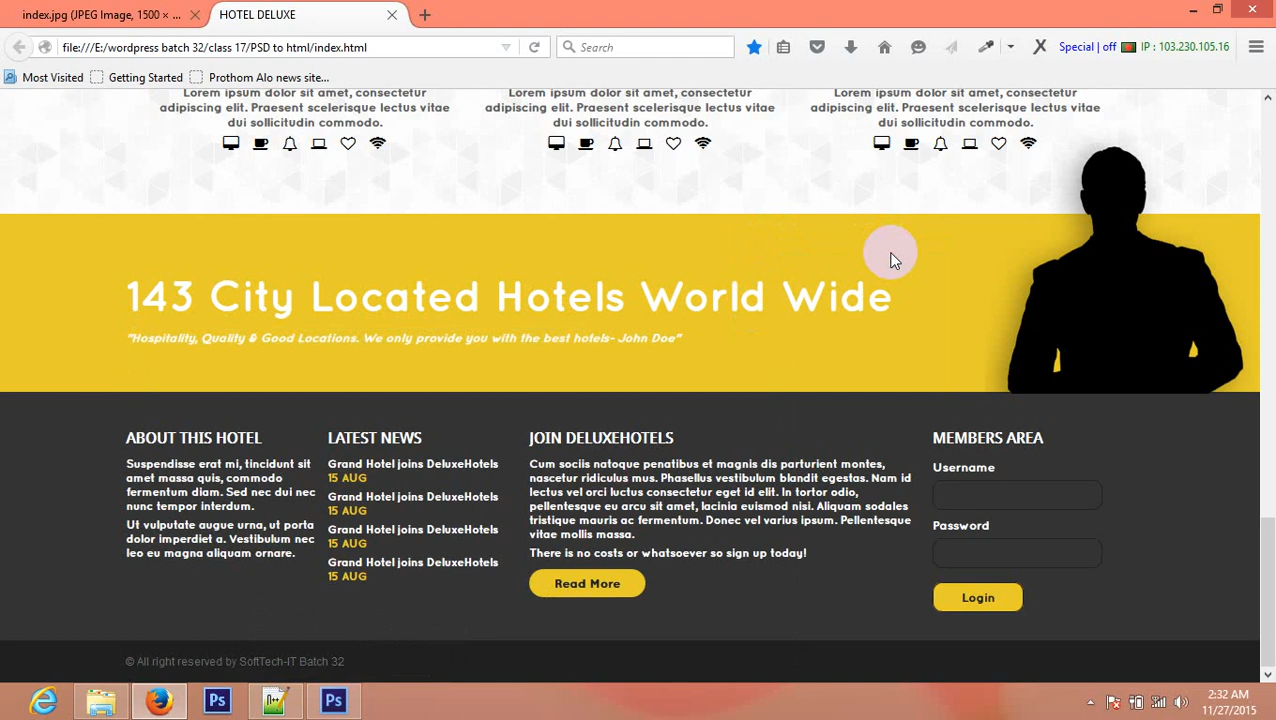 index.jpg (JPEG Image, 1500 × ...
HOTEL DELUXE
file:///E:/wordpress batch 32/class 17/PSD to html/index.html
Search
Special | off
IP : 103.230.105.16
Most Visited
Getting Started
Prothom Alo news site...
Lorem ipsum dolor sit amet, consectetur
adipiscing elit. Praesent scelerisque lectus vitae
dui sollicitudin commodo.
Lorem ipsum dolor sit amet, consectetur
adipiscing elit. Praesent scelerisque lectus vitae
dui sollicitudin commodo.
Lorem ipsum dolor sit amet, consectetur
adipiscing elit. Praesent scelerisque lectus vitae
dui sollicitudin commodo.
143 City Located Hotels World Wide
"Hospitality, Quality & Good Locations. We only provide you with the best hotels- John Doe"
ABOUT THIS HOTEL
Suspendisse erat mi, tincidunt sit
amet massa quis, commodo
fermentum diam. Sed nec dui nec
nunc tempor interdum.
Ut vulputate augue urna, ut porta
dolor imperdiet a. Vestibulum nec
leo eu magna aliquam ornare.
LATEST NEWS
Grand Hotel joins DeluxeHotels
15 AUG
Grand Hotel joins DeluxeHotels
15 AUG
Grand Hotel joins DeluxeHotels
15 AUG
Grand Hotel joins DeluxeHotels
15 AUG
JOIN DELUXEHOTELS
Cum sociis natoque penatibus et magnis dis parturient montes,
nascetur ridiculus mus. Phasellus vestibulum blandit egestas. Nam id
lectus vel orci luctus consectetur eget id elit. In tortor odio,
pellentesque eu arcu sit amet, lacinia euismod nisi. Aliquam sodales
tristique mauris ac fermentum. Donec vel varius ipsum. Pellentesque
vitae mollis massa.
There is no costs or whatsoever so sign up today!
Read More
MEMBERS AREA
Username
Password
Login
© All right reserved by SoftTech-IT Batch 32
Ps
Ps
2:32 AM
11/27/2015